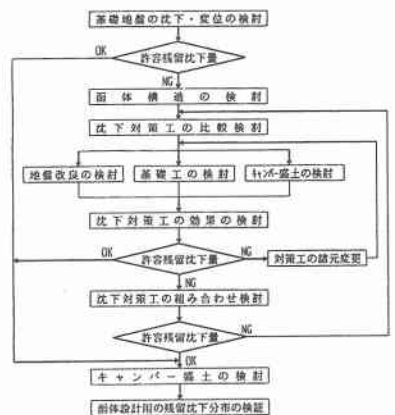 基礎地盤の沈下・変位の検討
OK
許容残留沈下量
NG
函体構造の検討
沈下対策工の比較検討
地盤改良の検討
基礎工の検討
キャンバー盛土の検討
沈下対策工の効果の検討
OK
許容残留沈下量
NG
対策工の諸元変更
NG
沈下対策工の組み合わせ検討
許容残留沈下量
NG
OK
キャンバー盛土の検討
函体設計用の残留沈下分布の検証